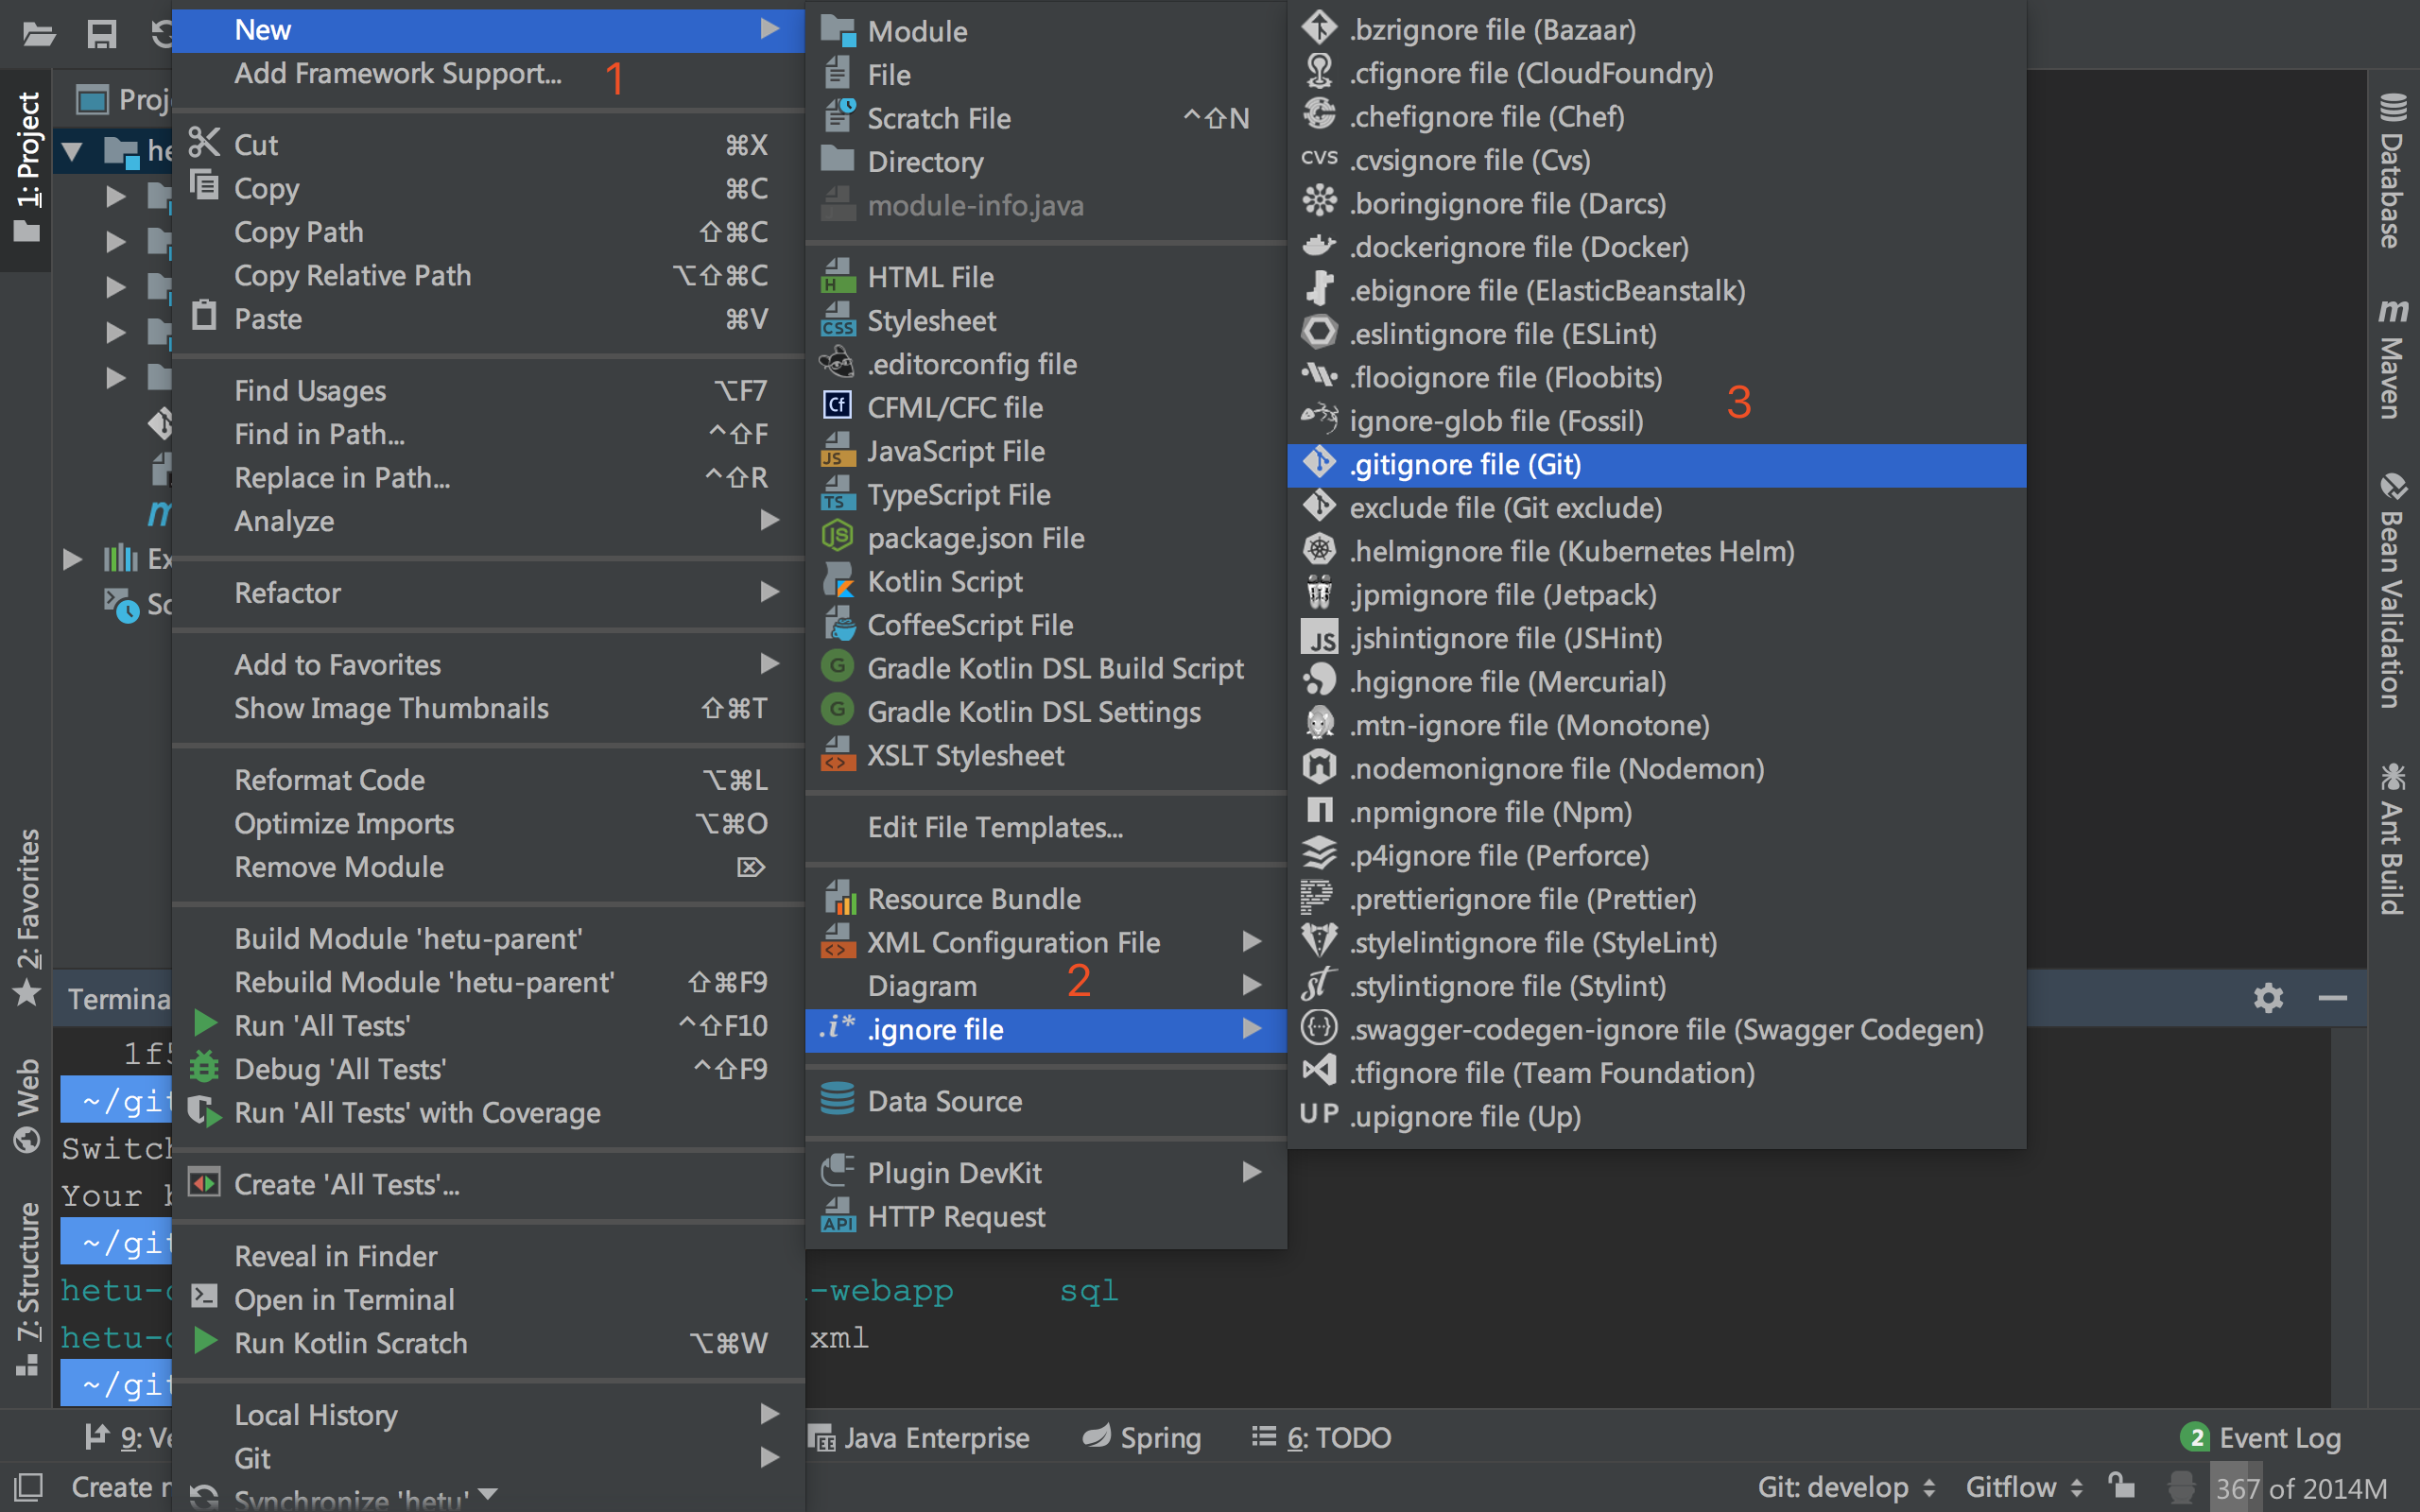 New
Add Framework Support...
1
Cut ⌘X
Copy ⌘C
Copy Path ⇧⌘C
Copy Relative Path ⌥⇧⌘C
Paste ⌘V
Find Usages ⌥F7
Find in Path... ^⇧F
Replace in Path... ^⇧R
Analyze
Refactor
Add to Favorites
Show Image Thumbnails ⇧⌘T
Reformat Code ⌥⌘L
Optimize Imports ⌥⌘O
Remove Module ⌦
Build Module 'hetu-parent'
Rebuild Module 'hetu-parent' ⇧⌘F9
Run 'All Tests' ^⇧F10
Debug 'All Tests' ^⇧F9
Run 'All Tests' with Coverage
Create 'All Tests'...
Reveal in Finder
Open in Terminal
Run Kotlin Scratch ⌥⌘W
Local History
Git
Synchronize 'hetu'
Module
File
Scratch File ^⇧N
Directory
module-info.java
H HTML File
CSS Stylesheet
.editorconfig file
Cf CFML/CFC file
JS JavaScript File
TS TypeScript File
JS package.json File
Kotlin Script
CoffeeScript File
G Gradle Kotlin DSL Build Script
G Gradle Kotlin DSL Settings
<> XSLT Stylesheet
Edit File Templates...
Resource Bundle
<> XML Configuration File
Diagram
2
.i* .ignore file
Data Source
Plugin DevKit
API HTTP Request
.bzrignore file (Bazaar)
.cfignore file (CloudFoundry)
.chefignore file (Chef)
CVS .cvsignore file (Cvs)
.boringignore file (Darcs)
.dockerignore file (Docker)
.ebignore file (ElasticBeanstalk)
.eslintignore file (ESLint)
.flooignore file (Floobits)
3
ignore-glob file (Fossil)
.gitignore file (Git)
exclude file (Git exclude)
.helmignore file (Kubernetes Helm)
.jpmignore file (Jetpack)
JS .jshintignore file (JSHint)
.hgignore file (Mercurial)
.mtn-ignore file (Monotone)
.nodemonignore file (Nodemon)
.npmignore file (Npm)
.p4ignore file (Perforce)
.prettierignore file (Prettier)
.stylelintignore file (StyleLint)
st .stylintignore file (Stylint)
{··} .swagger-codegen-ignore file (Swagger Codegen)
.tfignore file (Team Foundation)
UP .upignore file (Up)
1: Project
2: Favorites
Web
7: Structure
Proj
he
m
Ex
Sc
Termina
1f5
~/git
Switch
Your b
~/git
hetu- -webapp sql
hetu- xml
~/git
Database
m Maven
Bean Validation
Ant Build
9: Ve
EE Java Enterprise
Spring
6: TODO
2 Event Log
Create
Git: develop
Gitflow
367 of 2014M